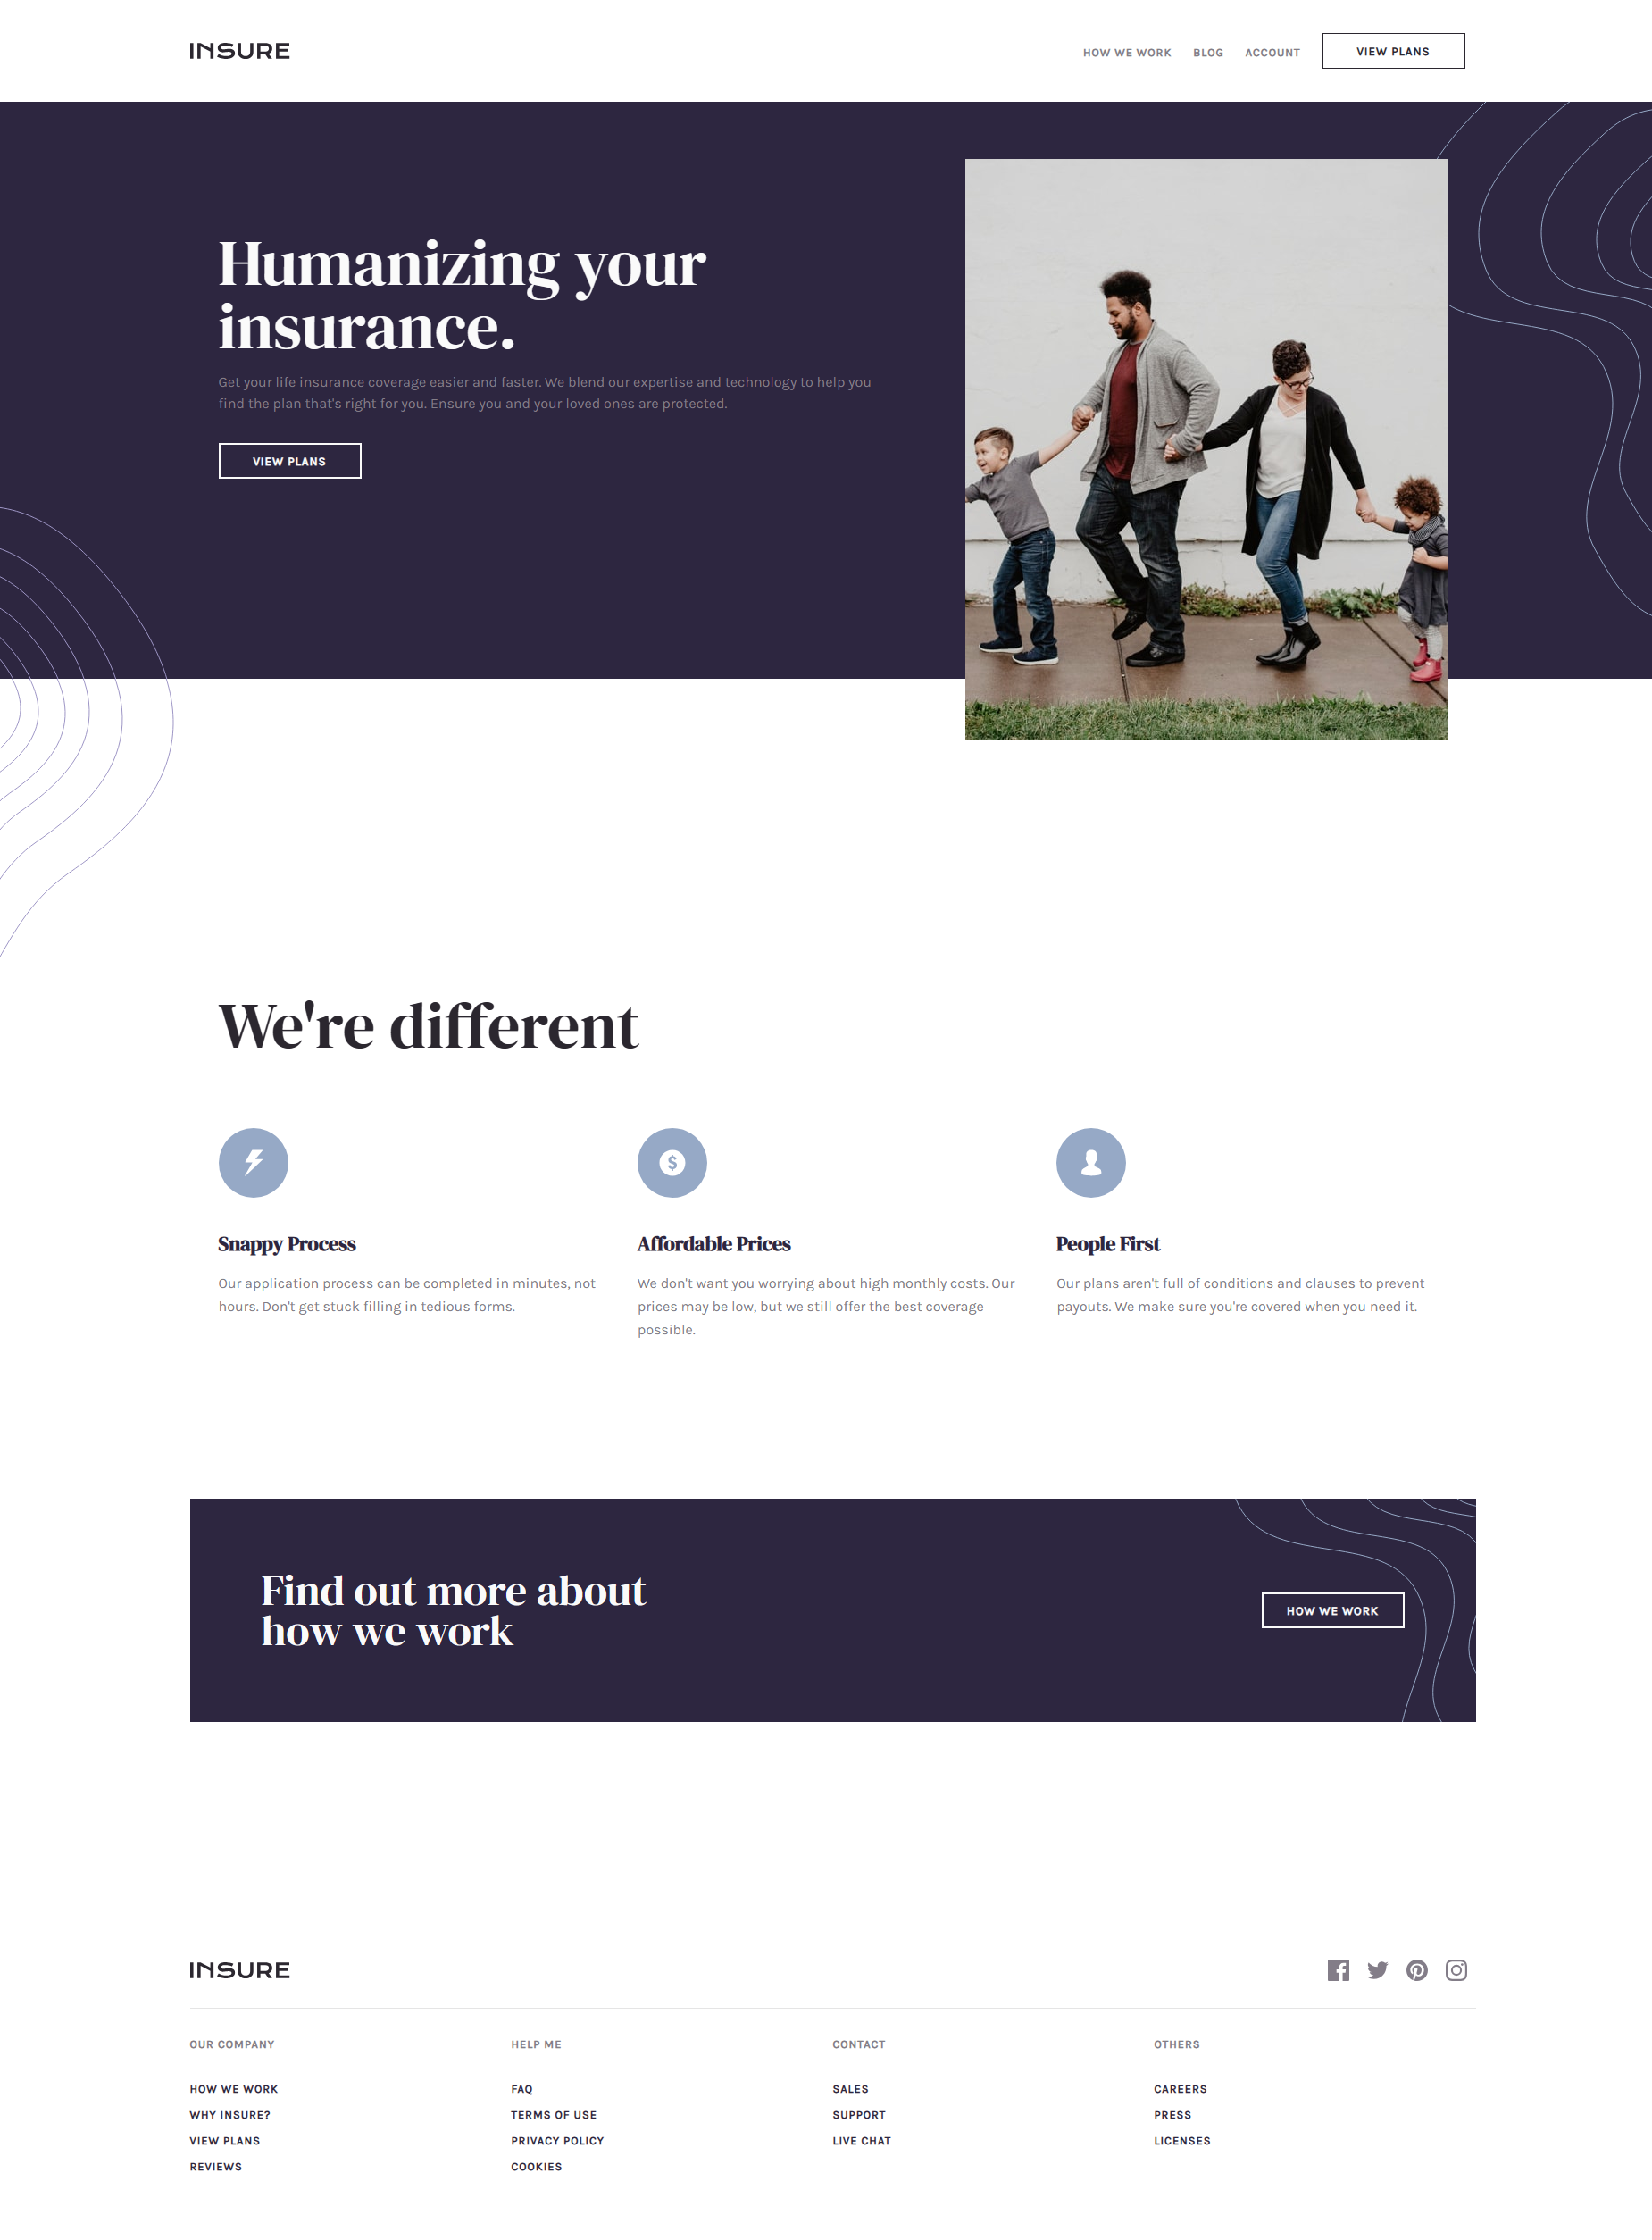 INSURE
HOW WE WORK BLOG ACCOUNT VIEW PLANS
Humanizing your
insurance.
Get your life insurance coverage easier and faster. We blend our expertise and technology to help you
find the plan that's right for you. Ensure you and your loved ones are protected.
VIEW PLANS
We're different
$
Snappy Process
Our application process can be completed in minutes, not
hours. Don't get stuck filling in tedious forms.
Affordable Prices
We don't want you worrying about high monthly costs. Our
prices may be low, but we still offer the best coverage
possible.
People First
Our plans aren't full of conditions and clauses to prevent
payouts. We make sure you're covered when you need it.
Find out more about
how we work
HOW WE WORK
INSURE
OUR COMPANY
HOW WE WORK
WHY INSURE?
VIEW PLANS
REVIEWS
HELP ME
FAQ
TERMS OF USE
PRIVACY POLICY
COOKIES
CONTACT
SALES
SUPPORT
LIVE CHAT
OTHERS
CAREERS
PRESS
LICENSES